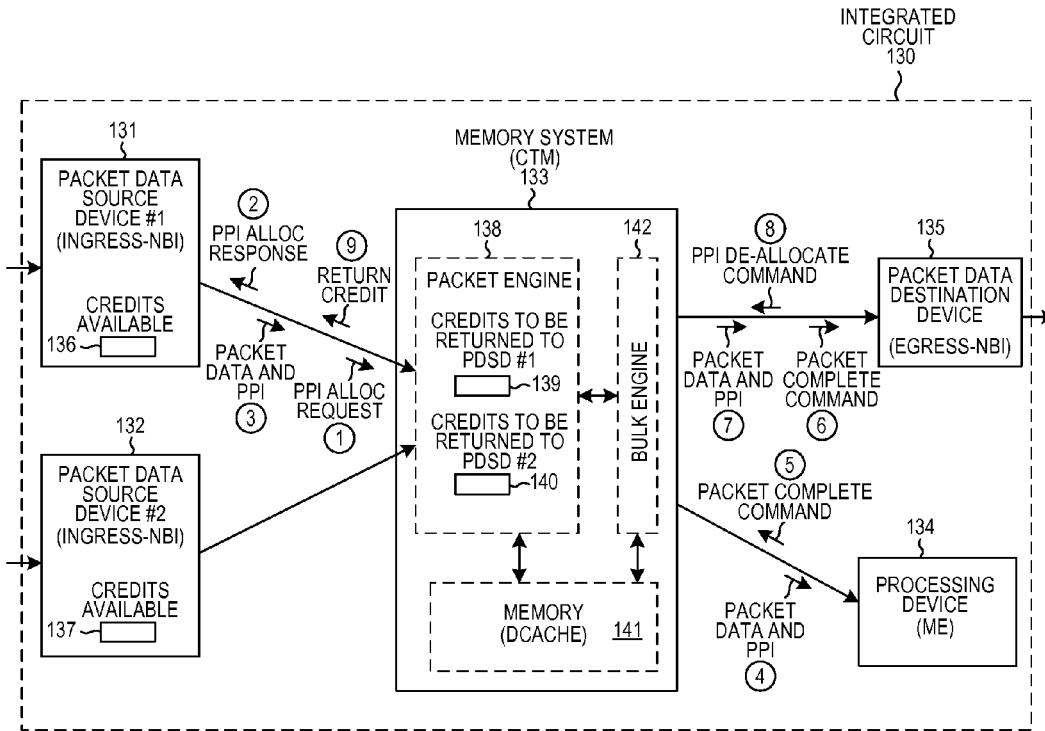 INTEGRATED
CIRCUIT
130
131
PACKET DATA
SOURCE
DEVICE #1
(INGRESS-NBI)
CREDITS
AVAILABLE
136
2
PPI ALLOC
RESPONSE
9
RETURN
CREDIT
PACKET
DATA AND
PPI
3
PPI ALLOC
REQUEST
1
132
PACKET DATA
SOURCE
DEVICE #2
(INGRESS-NBI)
CREDITS
AVAILABLE
137
MEMORY SYSTEM
(CTM)
133
138
PACKET ENGINE
CREDITS TO BE
RETURNED TO
PDSD #1
139
CREDITS TO BE
RETURNED TO
PDSD #2
140
142
BULK ENGINE
MEMORY
(DCACHE)
141
8
PPI DE-ALLOCATE
COMMAND
PACKET
DATA AND
PPI
7
PACKET
COMPLETE
COMMAND
6
135
PACKET DATA
DESTINATION
DEVICE
(EGRESS-NBI)
5
PACKET COMPLETE
COMMAND
PACKET
DATA AND
PPI
4
134
PROCESSING
DEVICE
(ME)